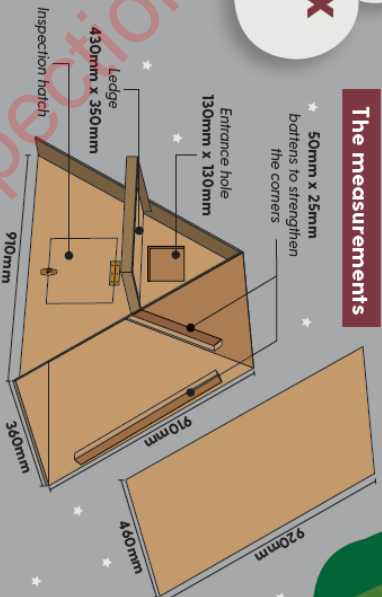 x
The measurements
50mm x 25mm
battens to strengthen
the corners
Entrance hole
130mm x 130mm
Ledge
430mm x 350mm
Inspection hatch
910mm
360mm
910mm
460mm
920mm
pection